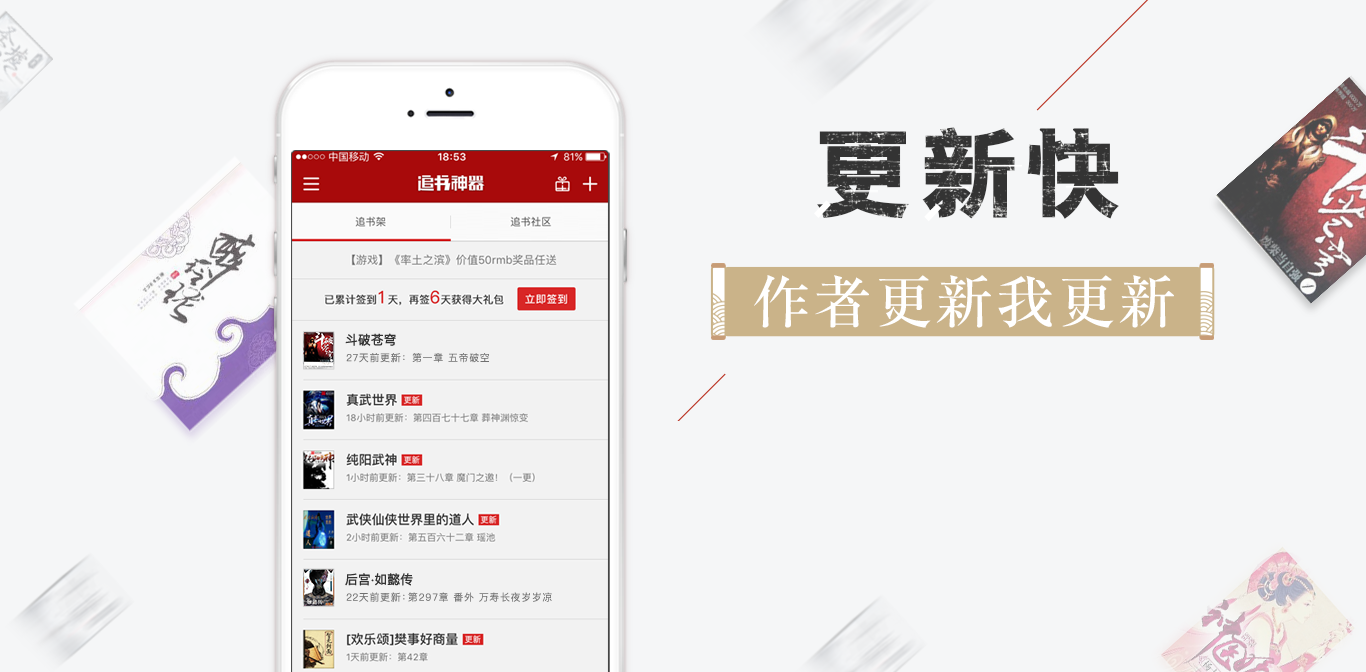 中国移动
18:53
81%
追书神器
追书架
追书社区
【游戏】《率土之滨》价值50rmb奖品任送
已累计签到1天，再签6天获得大礼包
立即签到
斗破苍穹
27天前更新：第一章 五帝破空
真武世界 更新
18小时前更新：第四百七十七章 葬神渊惊变
纯阳武神 更新
1小时前更新：第三十八章 魔门之邀！（一更）
武侠仙侠世界里的道人 更新
2小时前更新：第五百六十二章 瑶池
后宫·如懿传
22天前更新：第297章 番外 万寿长夜岁岁凉
[欢乐颂]樊事好商量 更新
1天前更新：第42章
更新快
作者更新我更新
醉玲珑